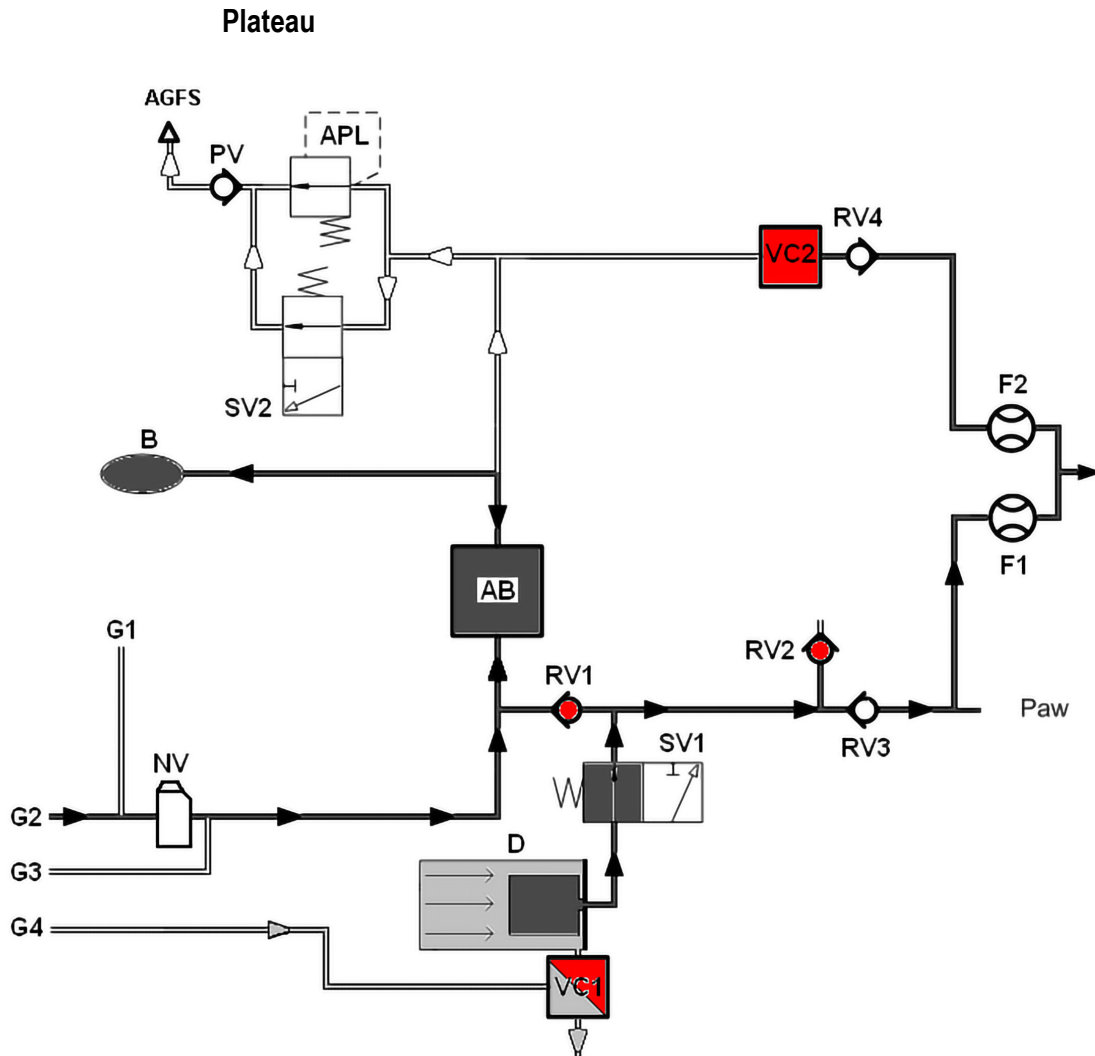 Plateau
AGFS
PV
APL
RV4
VC2
SV2
F2
B
F1
AB
G1
RV1
RV2
Paw
RV3
SV1
NV
G2
D
G3
G4
VC1